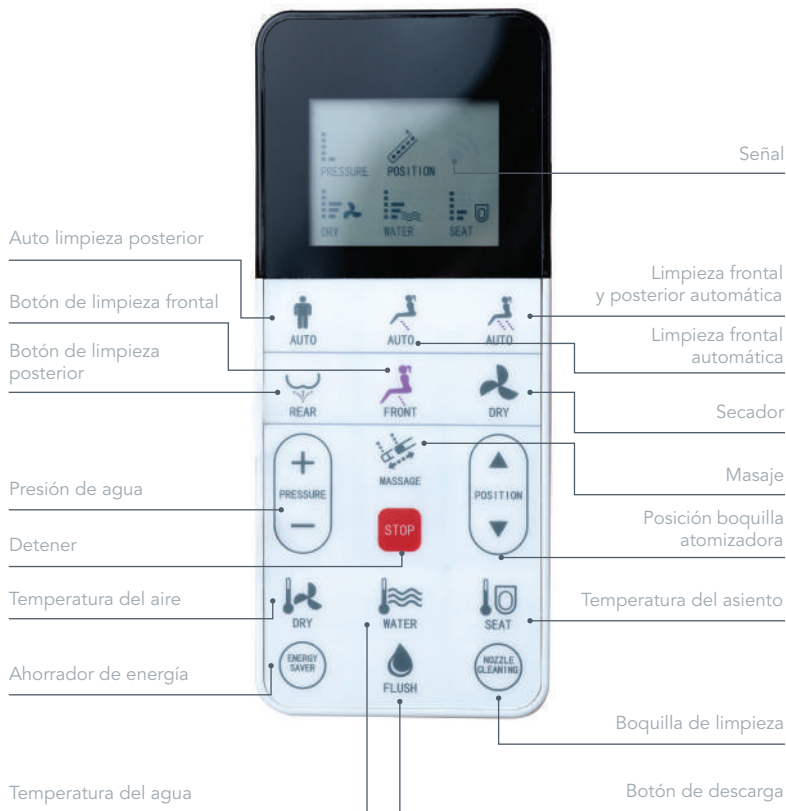 PRESSURE
POSITION
DRY
WATER
SEAT
Señal
Auto limpieza posterior
Botón de limpieza frontal
Botón de limpieza
posterior
Presión de agua
Detener
Temperatura del aire
Ahorrador de energía
Temperatura del agua
AUTO
AUTO
AUTO
REAR
FRONT
DRY
+
PRESSURE
−
MASSAGE
STOP
POSITION
DRY
WATER
SEAT
ENERGY
SAVER
FLUSH
NOZZLE
CLEANING
Limpieza frontal
y posterior automática
Limpieza frontal
automática
Secador
Masaje
Posición boquilla
atomizadora
Temperatura del asiento
Boquilla de limpieza
Botón de descarga